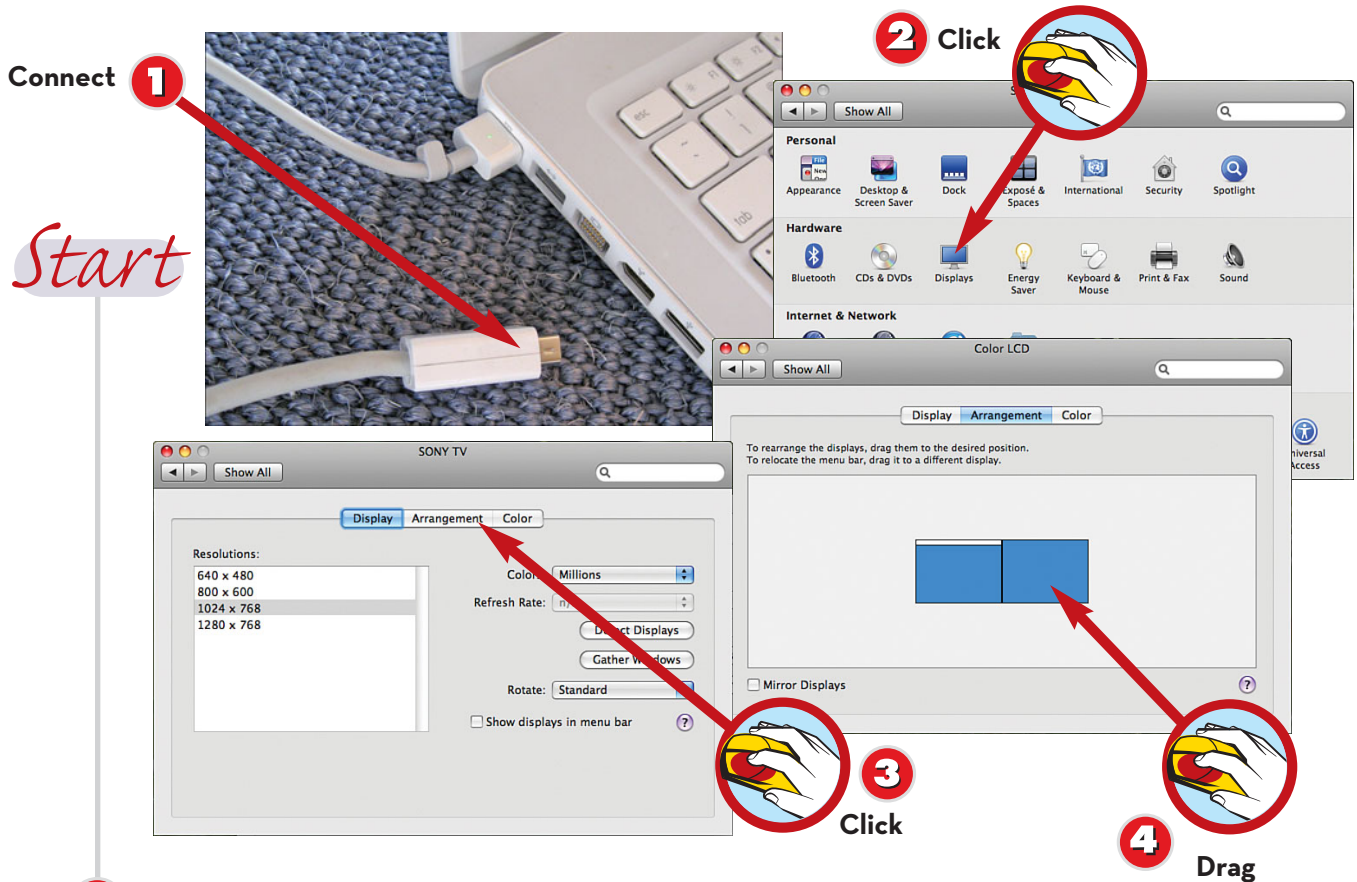 Connect 1
2 Click
Start
esc
tab
F1
F2
Show All
Personal
Appearance
Desktop &
Screen Saver
Dock
Exposé &
Spaces
International
Security
Spotlight
Hardware
Bluetooth
CDs & DVDs
Displays
Energy
Saver
Keyboard &
Mouse
Print & Fax
Sound
Internet & Network
Color LCD
Show All
Display Arrangement Color
To rearrange the displays, drag them to the desired position.
To relocate the menu bar, drag it to a different display.
Mirror Displays
?
Access
SONY TV
Show All
Display Arrangement Color
Resolutions:
640 x 480
800 x 600
1024 x 768
1280 x 768
Millions
Refresh Rate:
Displays
Gather
Rotate: Standard
Show displays in menu bar
?
3
Click
4
Drag